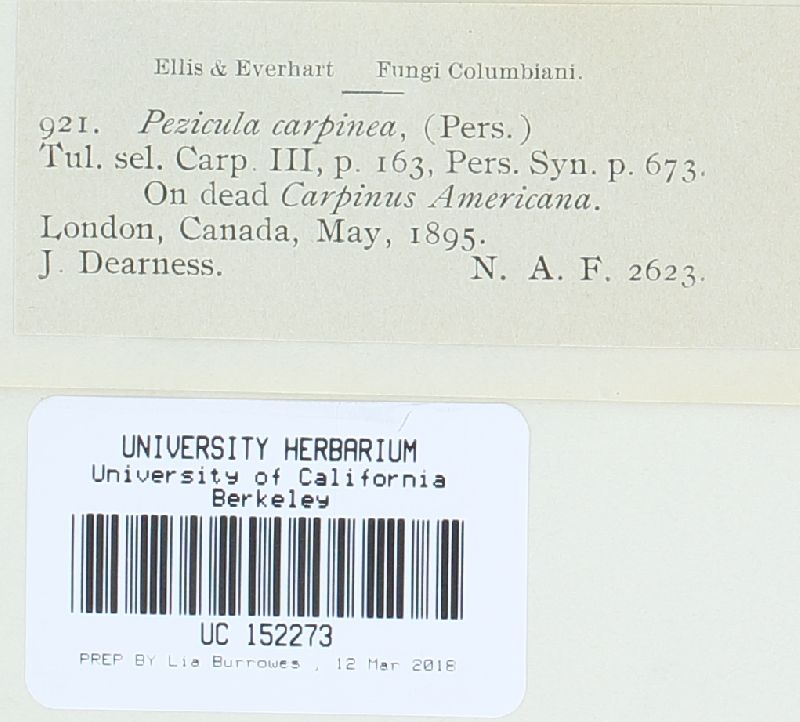 Ellis & Everhart Fungi Columbiani.
921. Pezicula carpinea, (Pers.)
Tul. sel. Carp. III, p. 163, Pers. Syn. p. 673.
On dead Carpinus Americana.
London, Canada, May, 1895.
J. Dearness. N. A. F. 2623.
UNIVERSITY HERBARIUM
University of California
Berkeley
UC 152273
PREP BY Lia Burrowes , 12 Mar 2018